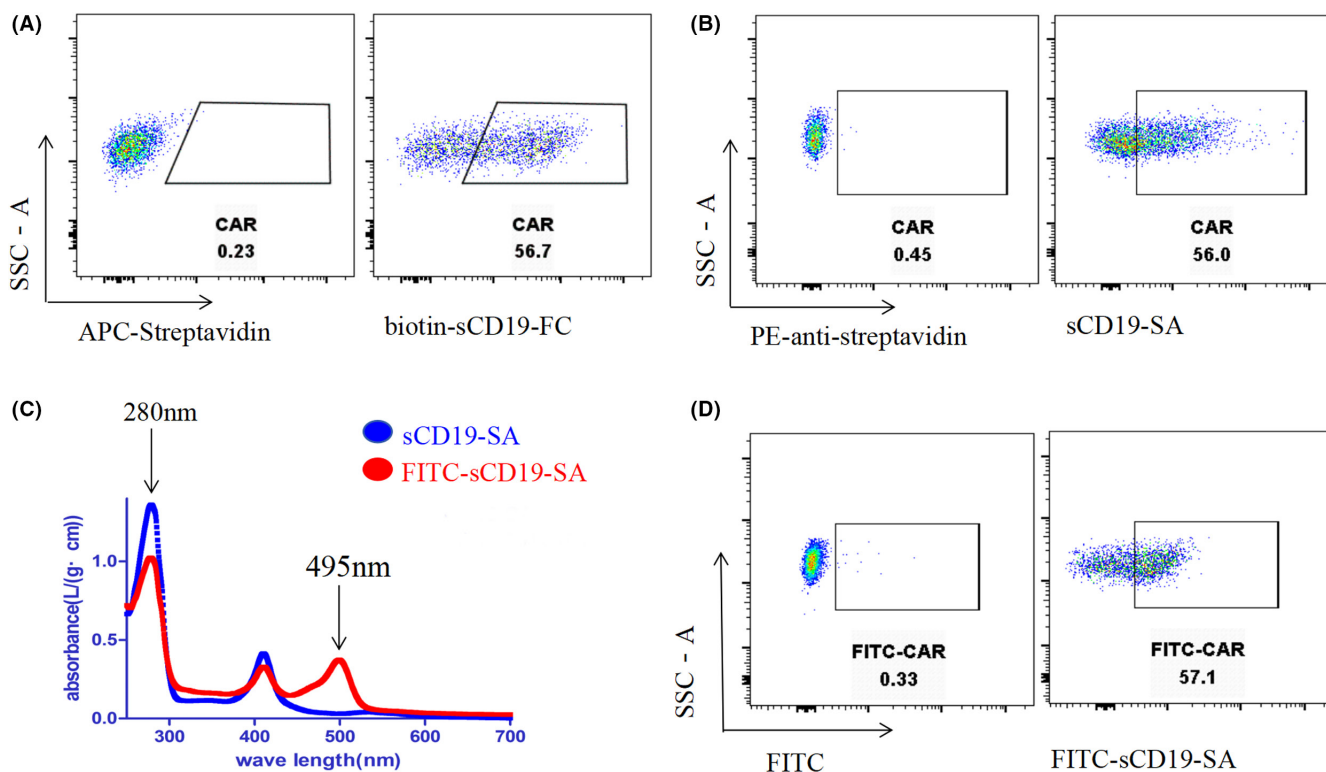 (A)
SSC - A
CAR
0.23
CAR
56.7
APC-Streptavidin
biotin-sCD19-FC
(B)
SSC - A
CAR
0.45
CAR
56.0
PE-anti-streptavidin
sCD19-SA
(C)
280nm
sCD19-SA
FITC-sCD19-SA
495nm
absorbance(L/(g· cm))
1.0
0.5
0.0
300
400
500
600
700
wave length(nm)
(D)
SSC - A
FITC-CAR
0.33
FITC-CAR
57.1
FITC
FITC-sCD19-SA